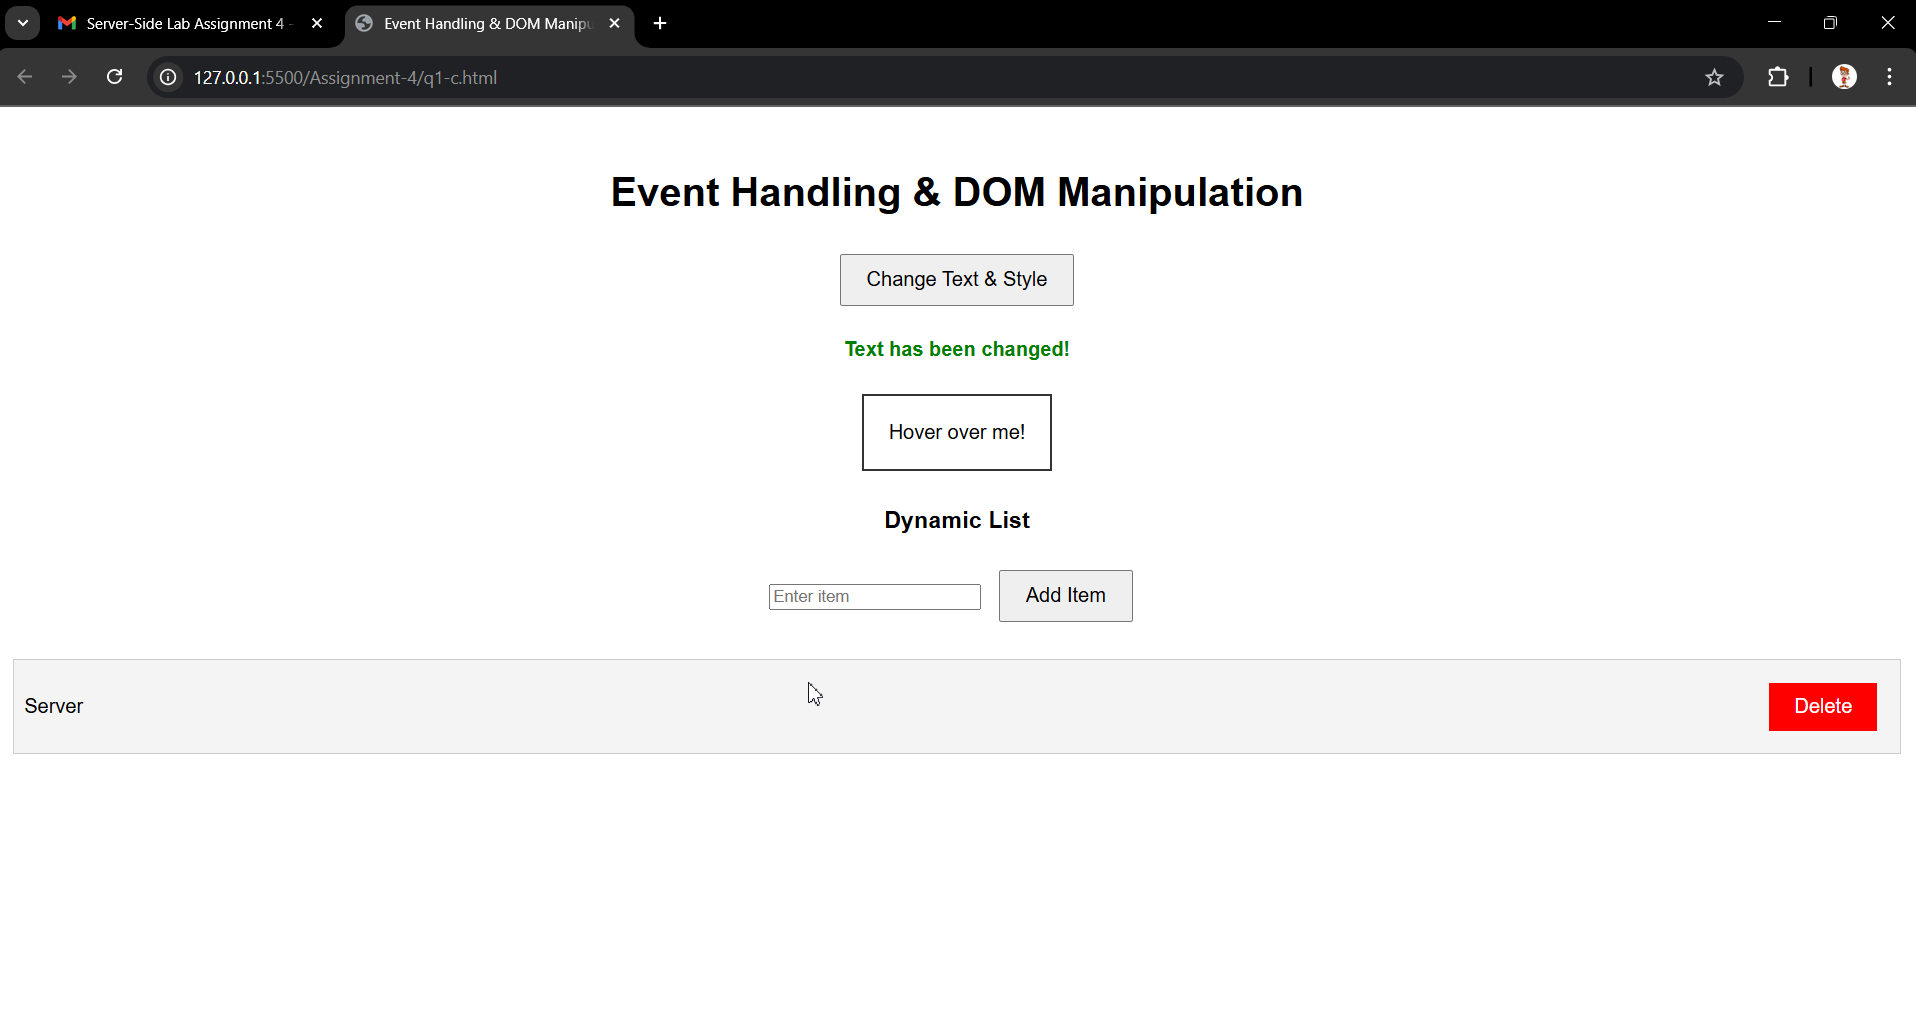 Server-Side Lab Assignment 4 -
Event Handling & DOM Manipu
127.0.0.1:5500/Assignment-4/q1-c.html
Event Handling & DOM Manipulation
Change Text & Style
Text has been changed!
Hover over me!
Dynamic List
Enter item
Add Item
Server
Delete